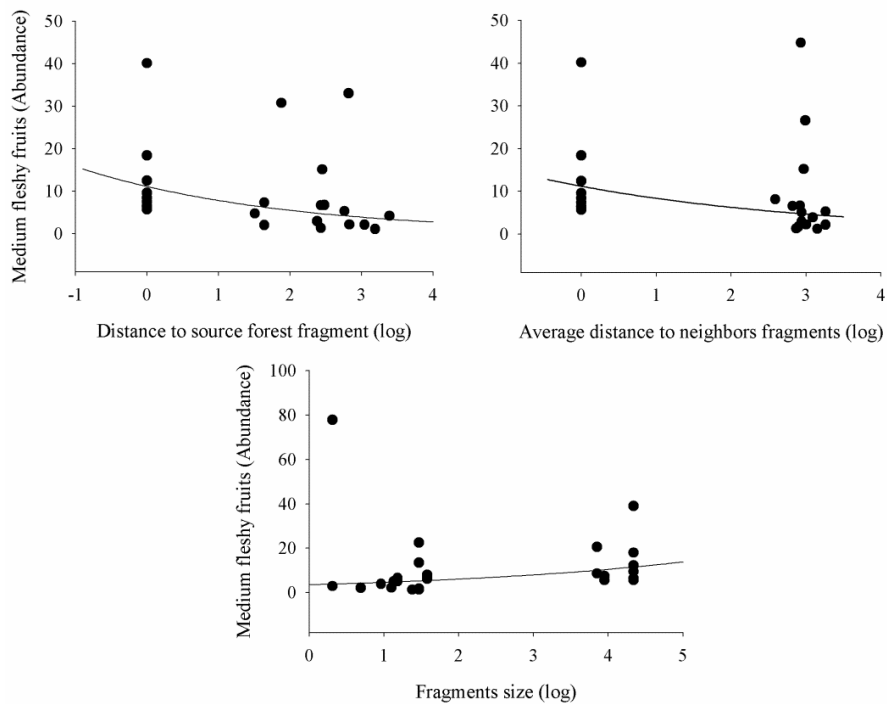 Medium fleshy fruits (Abundance)
50
40
30
20
10
0
-1 0 1 2 3 4
Distance to source forest fragment (log)
50
40
30
20
10
0
0 1 2 3 4
Average distance to neighbors fragments (log)
Medium fleshy fruits (Abundance)
100
80
60
40
20
0
0 1 2 3 4 5
Fragments size (log)